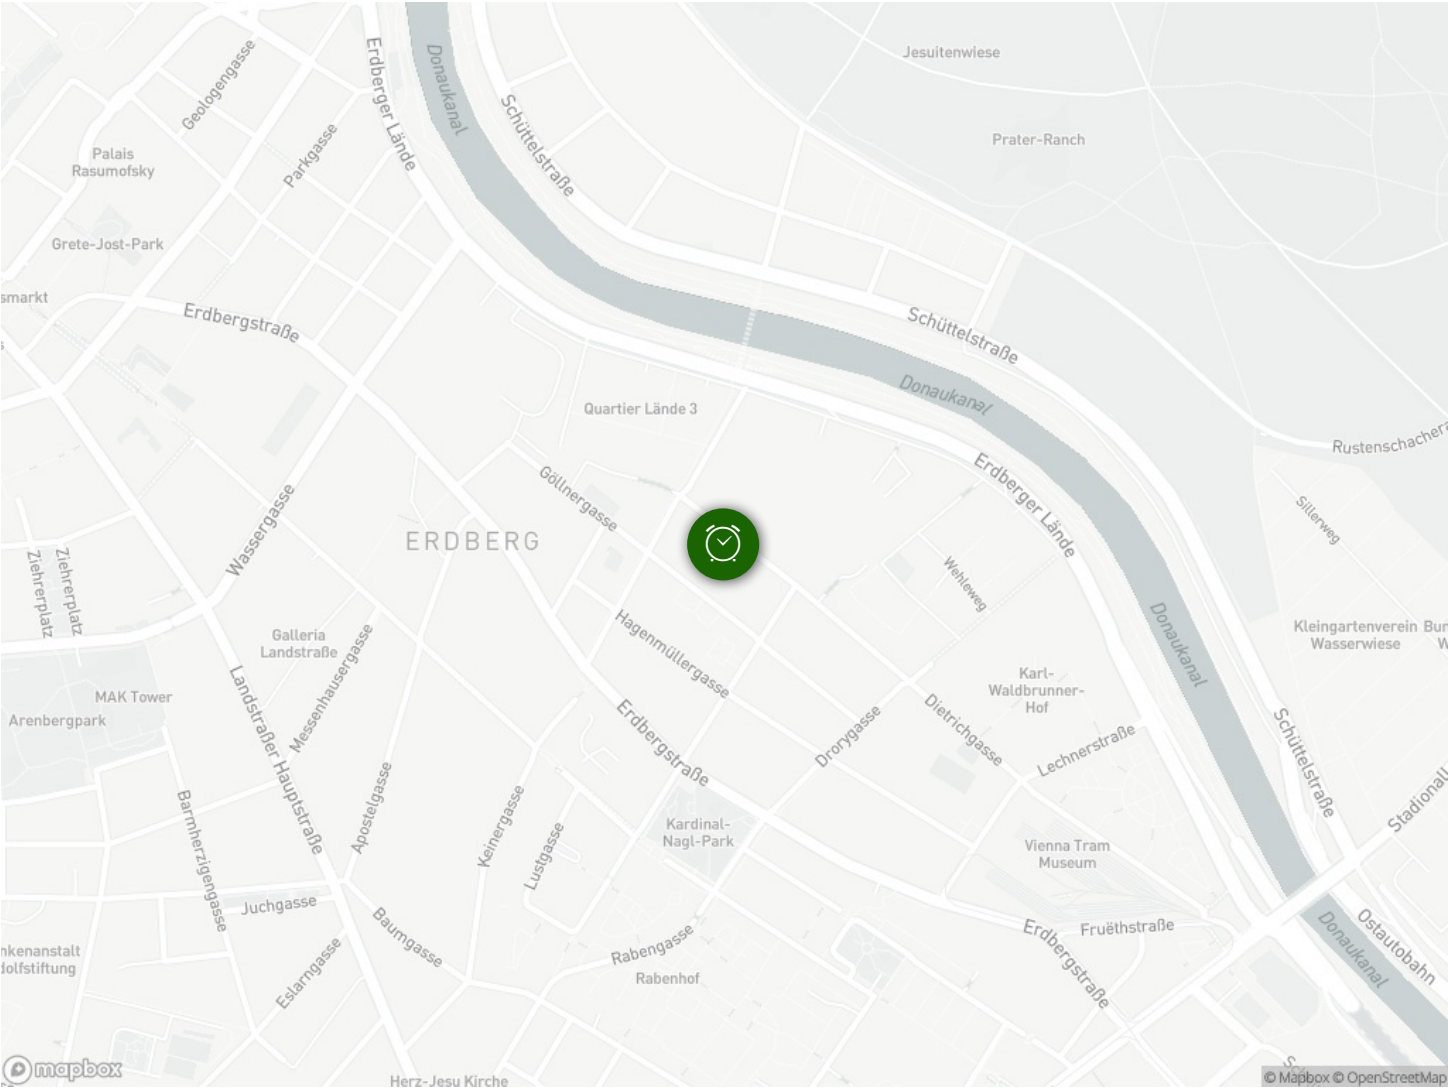 Jesuitenwiese
Geologengasse
Erdberger Lände
Donaukanal
Schüttelstraße
Parkgasse
Prater-Ranch
Palais
Rasumofsky
Grete-Jost-Park
smarkt
Erdbergstraße
Schüttelstraße
Donaukanal
Quartier Lände 3
Rustenschachera
Göllnergasse
Erdberger Lände
Wassergasse
Sillerweg
ERDBERG
Ziehrerplatz
Ziehrerplatz
Wehleweg
Galleria
Landstraße
Messenhausergasse
Hagenmüllergasse
Donaukanal
Kleingartenverein Bun
Wasserwiese W
MAK Tower
Arenbergpark
Landstraßer Hauptstraße
Karl-
Waldbrunner-
Hof
Erdbergstraße
Drorygasse
Dietrichgasse
Lechnerstraße
Schüttelstraße
Stadionall
Barmherzigengasse
Apostelgasse
Keinergasse
Lustgasse
Kardinal-
Nagl-Park
Vienna Tram
Museum
Juchgasse
Baumgasse
Rabengasse
Rabenhof
Erdbergstraße
Fruëthstraße
Donaukanal
Ostautobahn
nkenanstalt
dolfstiftung
Eslarngasse
Herz-Jesu Kirche
mapbox
© Mapbox © OpenStreetMap